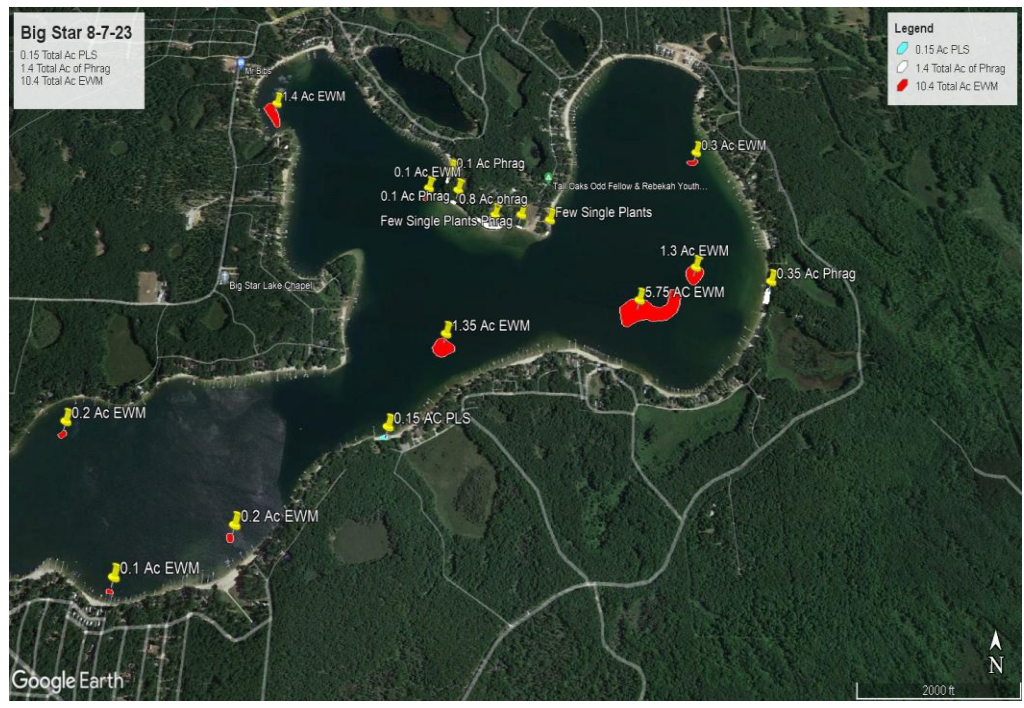 Big Star 8-7-23
0.15 Total Ac PLS
1.4 Total Ac of Phrag
10.4 Total Ac EWM
Legend
0.15 Ac PLS
1.4 Total Ac of Phrag
10.4 Total Ac EWM
Mr Bibs
1.4 Ac EWM
0.3 Ac EWM
0.1 Ac Phrag
0.1 Ac EWM
Tall Oaks Odd Fellow & Rebekah Youth...
0.1 Ac Phrag
0.8 Ac phrag
Few Single Plants Phrag
Few Single Plants
1.3 Ac EWM
0.35 Ac Phrag
Big Star Lake Chapel
5.75 AC EWM
1.35 Ac EWM
0.2 Ac EWM
0.15 AC PLS
0.2 Ac EWM
0.1 Ac EWM
Google Earth
N
2000 ft